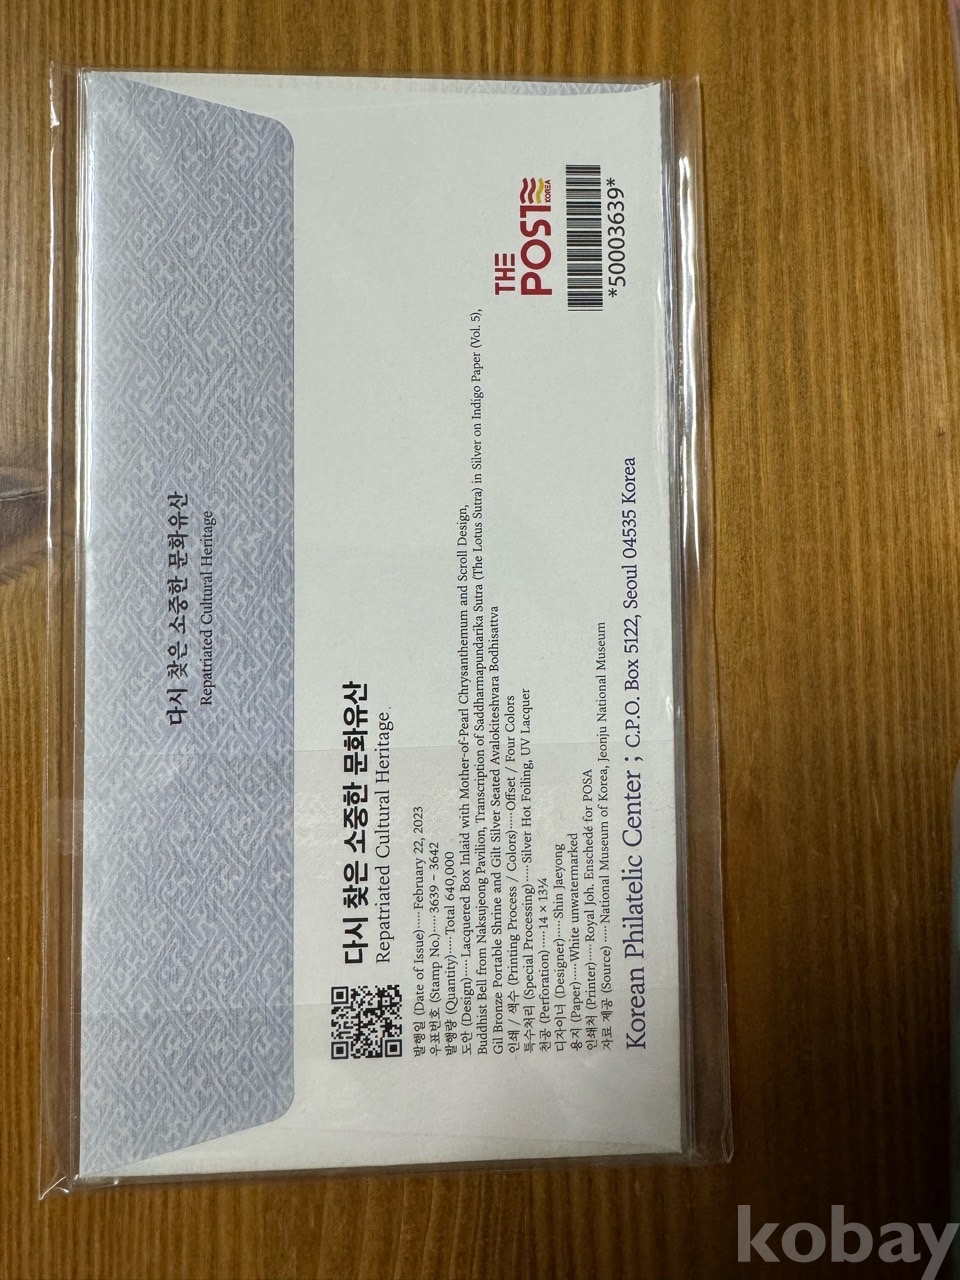 다시 찾은 소중한 문화유산
Repatriated Cultural Heritage
다시 찾은 소중한 문화유산
Repatriated Cultural Heritage
발행일 (Date of Issue)·····February 22, 2023
우표번호 (Stamp No.)·····3639 ~ 3642
발행량 (Quantity)·····Total 640,000
도안 (Design)·····Lacquered Box Inlaid with Mother-of-Pearl Chrysanthemum and Scroll Design,
Buddhist Bell from Naksujeong Pavilion, Transcription of Saddharmapundarika Sutra (The Lotus Sutra) in Silver on Indigo Paper (Vol. 5),
Gil Bronze Portable Shrine and Gilt Silver Seated Avalokiteshvara Bodhisattva
인쇄 / 색수 (Printing Process / Colors)·····Offset / Four Colors
특수처리 (Special Processing)·····Silver Hot Foiling, UV Lacquer
천공 (Perforation)·····14 × 13¼
디자이너 (Designer)·····Shin Jaeyong
용지 (Paper)·····White unwatermarked
인쇄처 (Printer)·····Royal Joh. Enschedé for POSA
자료 제공 (Source)·····National Museum of Korea, Jeonju National Museum
Korean Philatelic Center ; C.P.O. Box 5122, Seoul 04535 Korea
THE
POST
KOREA
*50003639*
kobay